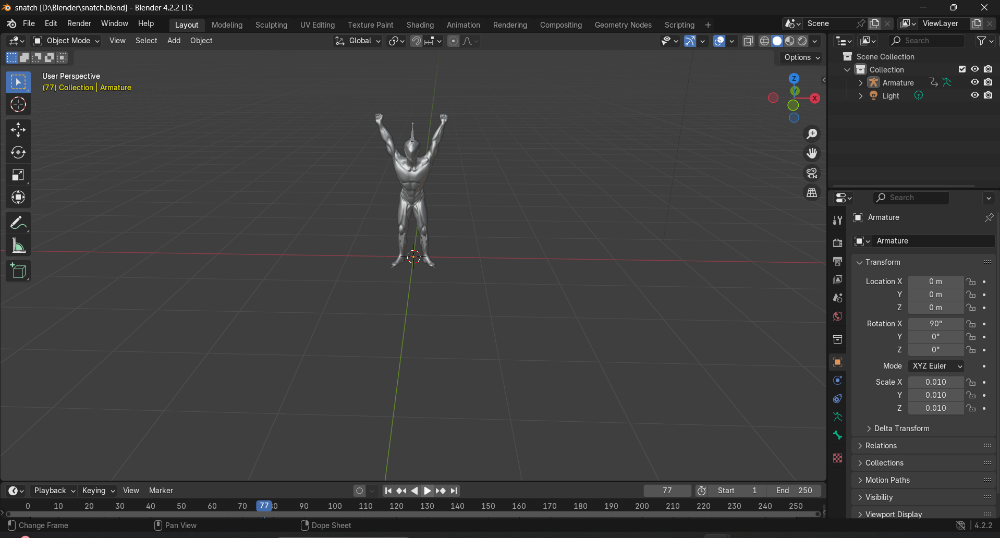 snatch [D:\Blender\snatch.blend] - Blender 4.2.2 LTS
File Edit Render Window Help Layout Modeling Sculpting UV Editing Texture Paint Shading Animation Rendering Compositing Geometry Nodes Scripting + Scene ViewLayer
Object Mode View Select Add Object Global Search
Options
User Perspective
(77) Collection | Armature
Z
Y
X
Scene Collection
Collection
Armature
Light
Search
Armature
Armature
Transform
Location X 0 m
Y 0 m
Z 0 m
Rotation X 90°
Y 0°
Z 0°
Mode XYZ Euler
Scale X 0.010
Y 0.010
Z 0.010
Delta Transform
Relations
Collections
Motion Paths
Visibility
Viewport Display
Playback Keying View Marker 77 Start 1 End 250
0 10 20 30 40 50 60 70 77 90 100 110 120 130 140 150 160 170 180 190 200 210 220 230 240 250
Change Frame Pan View Dope Sheet 4.2.2